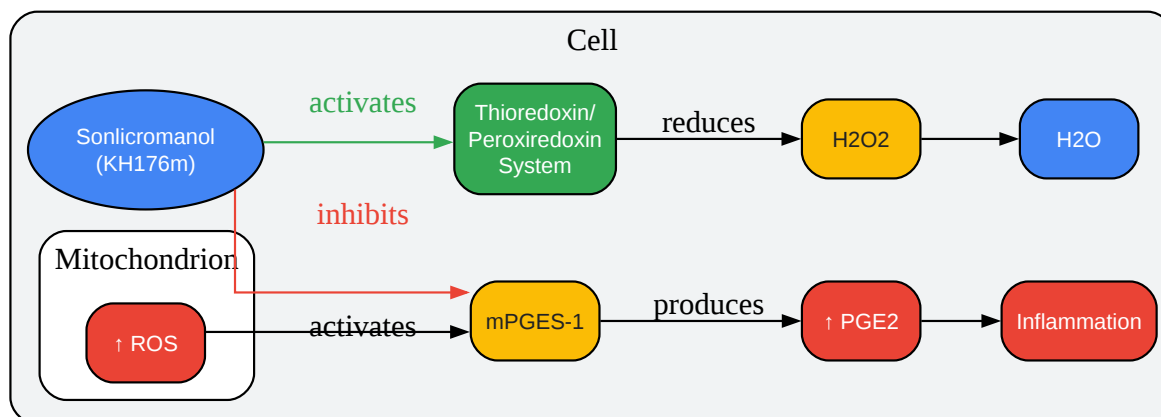 Cell
activates
Sonlicromanol
(KH176m)
Thioredoxin/
Peroxiredoxin
System
reduces
H2O2
H2O
inhibits
Mitochondrion
↑ ROS
activates
mPGES-1
produces
↑ PGE2
Inflammation